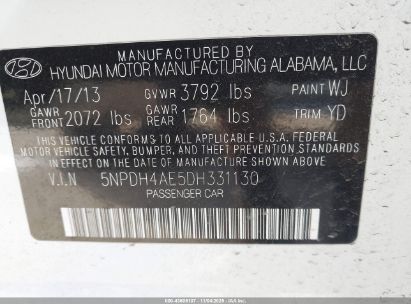 MANUFACTURED BY
HYUNDAI MOTOR MANUFACTURING ALABAMA, LLC
Apr/17/13 GVWR 3792 lbs PAINT WJ
GAWR FRONT 2072 lbs GAWR REAR 1764 lbs TRIM YD
THIS VEHICLE CONFORMS TO ALL APPLICABLE U.S. FEDERAL
MOTOR VEHICLE SAFETY, BUMPER, AND THEFT PREVENTION
STANDARDS IN EFFECT ON THE DATE OF MANUFACTURE SHOWN ABOVE.
V.I.N 5NPDH4AE5DH331130
PASSENGER CAR